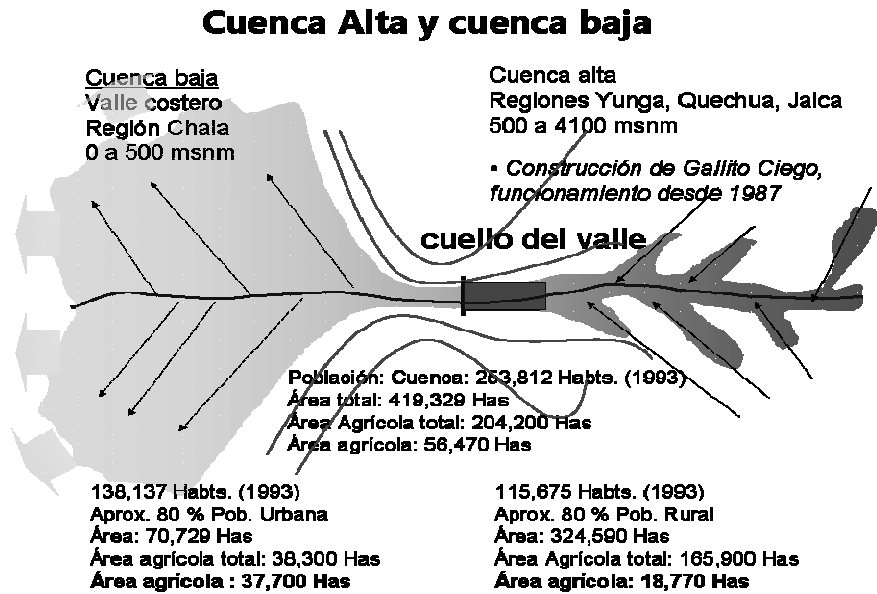 Cuenca Alta y cuenca baja
Cuenca baja
Valle costero
Región Chala
0 a 500 msnm
Cuenca alta
Regiones Yunga, Quechua, Jalca
500 a 4100 msnm
• Construcción de Gallito Ciego,
funcionamiento desde 1987
cuello del valle
Población: Cuenca: 253,812 Habts. (1993)
Área total: 419,329 Has
Área Agrícola total: 204,200 Has
Área agrícola: 56,470 Has
138,137 Habts. (1993)
Aprox. 80 % Pob. Urbana
Área: 70,729 Has
Área agrícola total: 38,300 Has
Área agrícola : 37,700 Has
115,675 Habts. (1993)
Aprox. 80 % Pob. Rural
Área: 324,590 Has
Área Agrícola total: 165,900 Has
Área agrícola: 18,770 Has